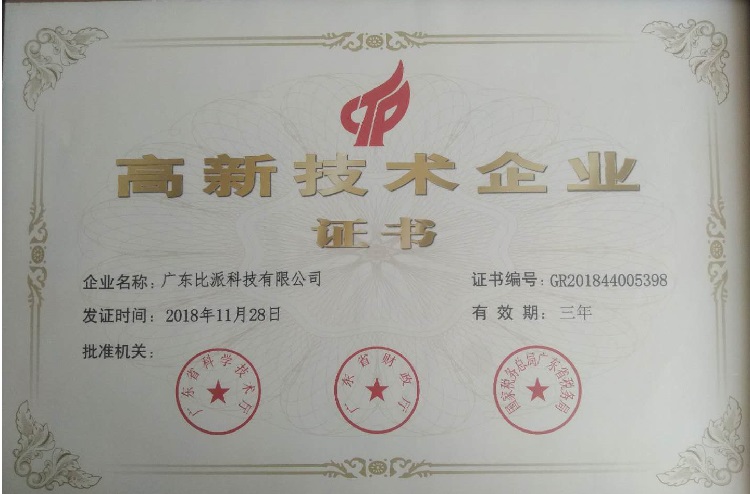 高新技术企业
证书
企业名称：广东比派科技有限公司
证书编号：GR201844005398
发证时间：2018年11月28日
有效期：三年
批准机关：
广东省科学技术厅
广东省财政厅
国家税务总局广东省税务局